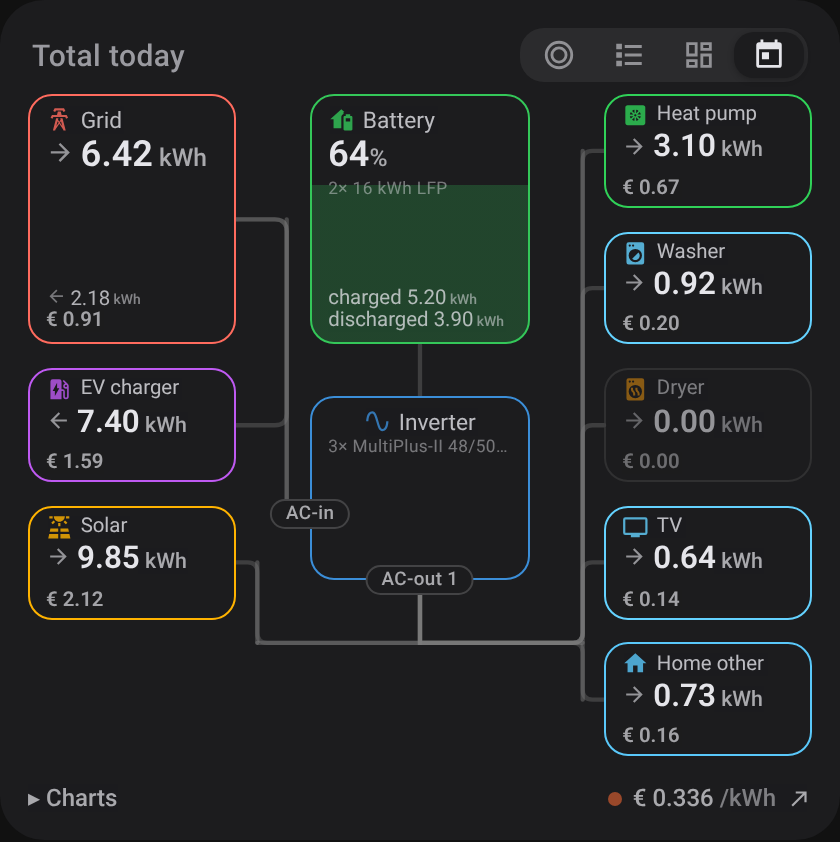 Total today
Grid
→ 6.42 kWh
← 2.18 kWh
€ 0.91
Battery
64%
2× 16 kWh LFP
charged 5.20 kWh
discharged 3.90 kWh
Heat pump
→ 3.10 kWh
€ 0.67
Washer
→ 0.92 kWh
€ 0.20
EV charger
← 7.40 kWh
€ 1.59
Inverter
3× MultiPlus-II 48/50...
AC-in
AC-out 1
Dryer
→ 0.00 kWh
€ 0.00
Solar
→ 9.85 kWh
€ 2.12
TV
→ 0.64 kWh
€ 0.14
Home other
→ 0.73 kWh
€ 0.16
▸ Charts
€ 0.336 /kWh ↗